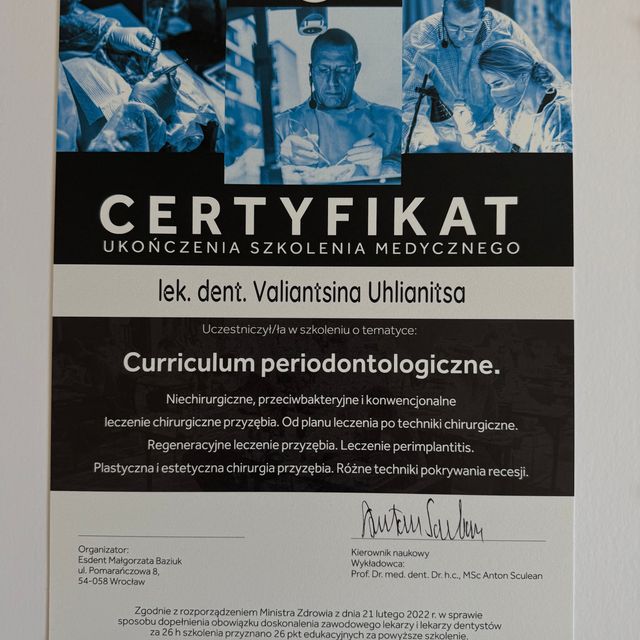 CERTYFIKAT
UKOŃCZENIA SZKOLENIA MEDYCZNEGO
lek. dent. Valiantsina Uhlianitsa
Uczestniczył/ła w szkoleniu o tematyce:
Curriculum periodontologiczne.
Niechirurgiczne, przeciwbakteryjne i konwencjonalne
leczenie chirurgiczne przyzębia. Od planu leczenia po techniki chirurgiczne.
Regeneracyjne leczenie przyzębia. Leczenie perimplantitis.
Plastyczna i estetyczna chirurgia przyzębia. Różne techniki pokrywania recesji.
Anton Sculean
Organizator:
Esdent Małgorzata Baziuk
ul. Pomarańczowa 8,
54-058 Wrocław
Kierownik naukowy
Wykładowca:
Prof. Dr. med. dent. Dr. h.c., MSc Anton Sculean
Zgodnie z rozporządzeniem Ministra Zdrowia z dnia 21 lutego 2022 r. w sprawie
sposobu dopełnienia obowiązku doskonalenia zawodowego lekarzy i lekarzy dentystów
za 26 h szkolenia przyznano 26 pkt edukacyjnych za powyższe szkolenie.